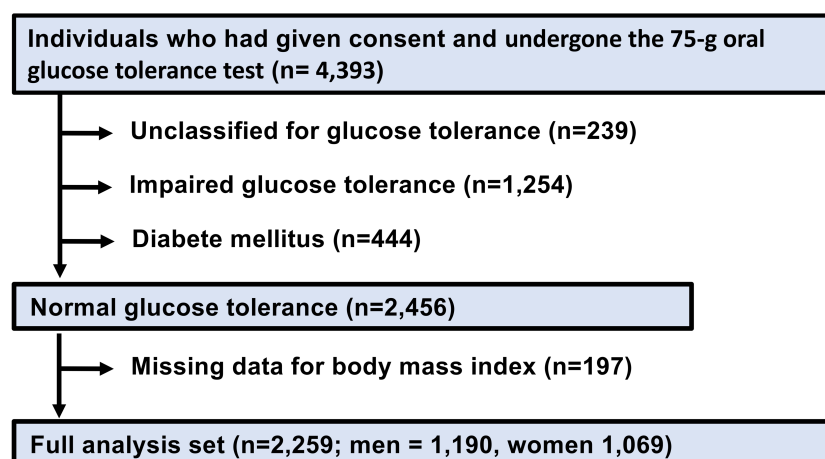 Individuals who had given consent and undergone the 75-g oral
glucose tolerance test (n= 4,393)
Unclassified for glucose tolerance (n=239)
Impaired glucose tolerance (n=1,254)
Diabete mellitus (n=444)
Normal glucose tolerance (n=2,456)
Missing data for body mass index (n=197)
Full analysis set (n=2,259; men = 1,190, women 1,069)